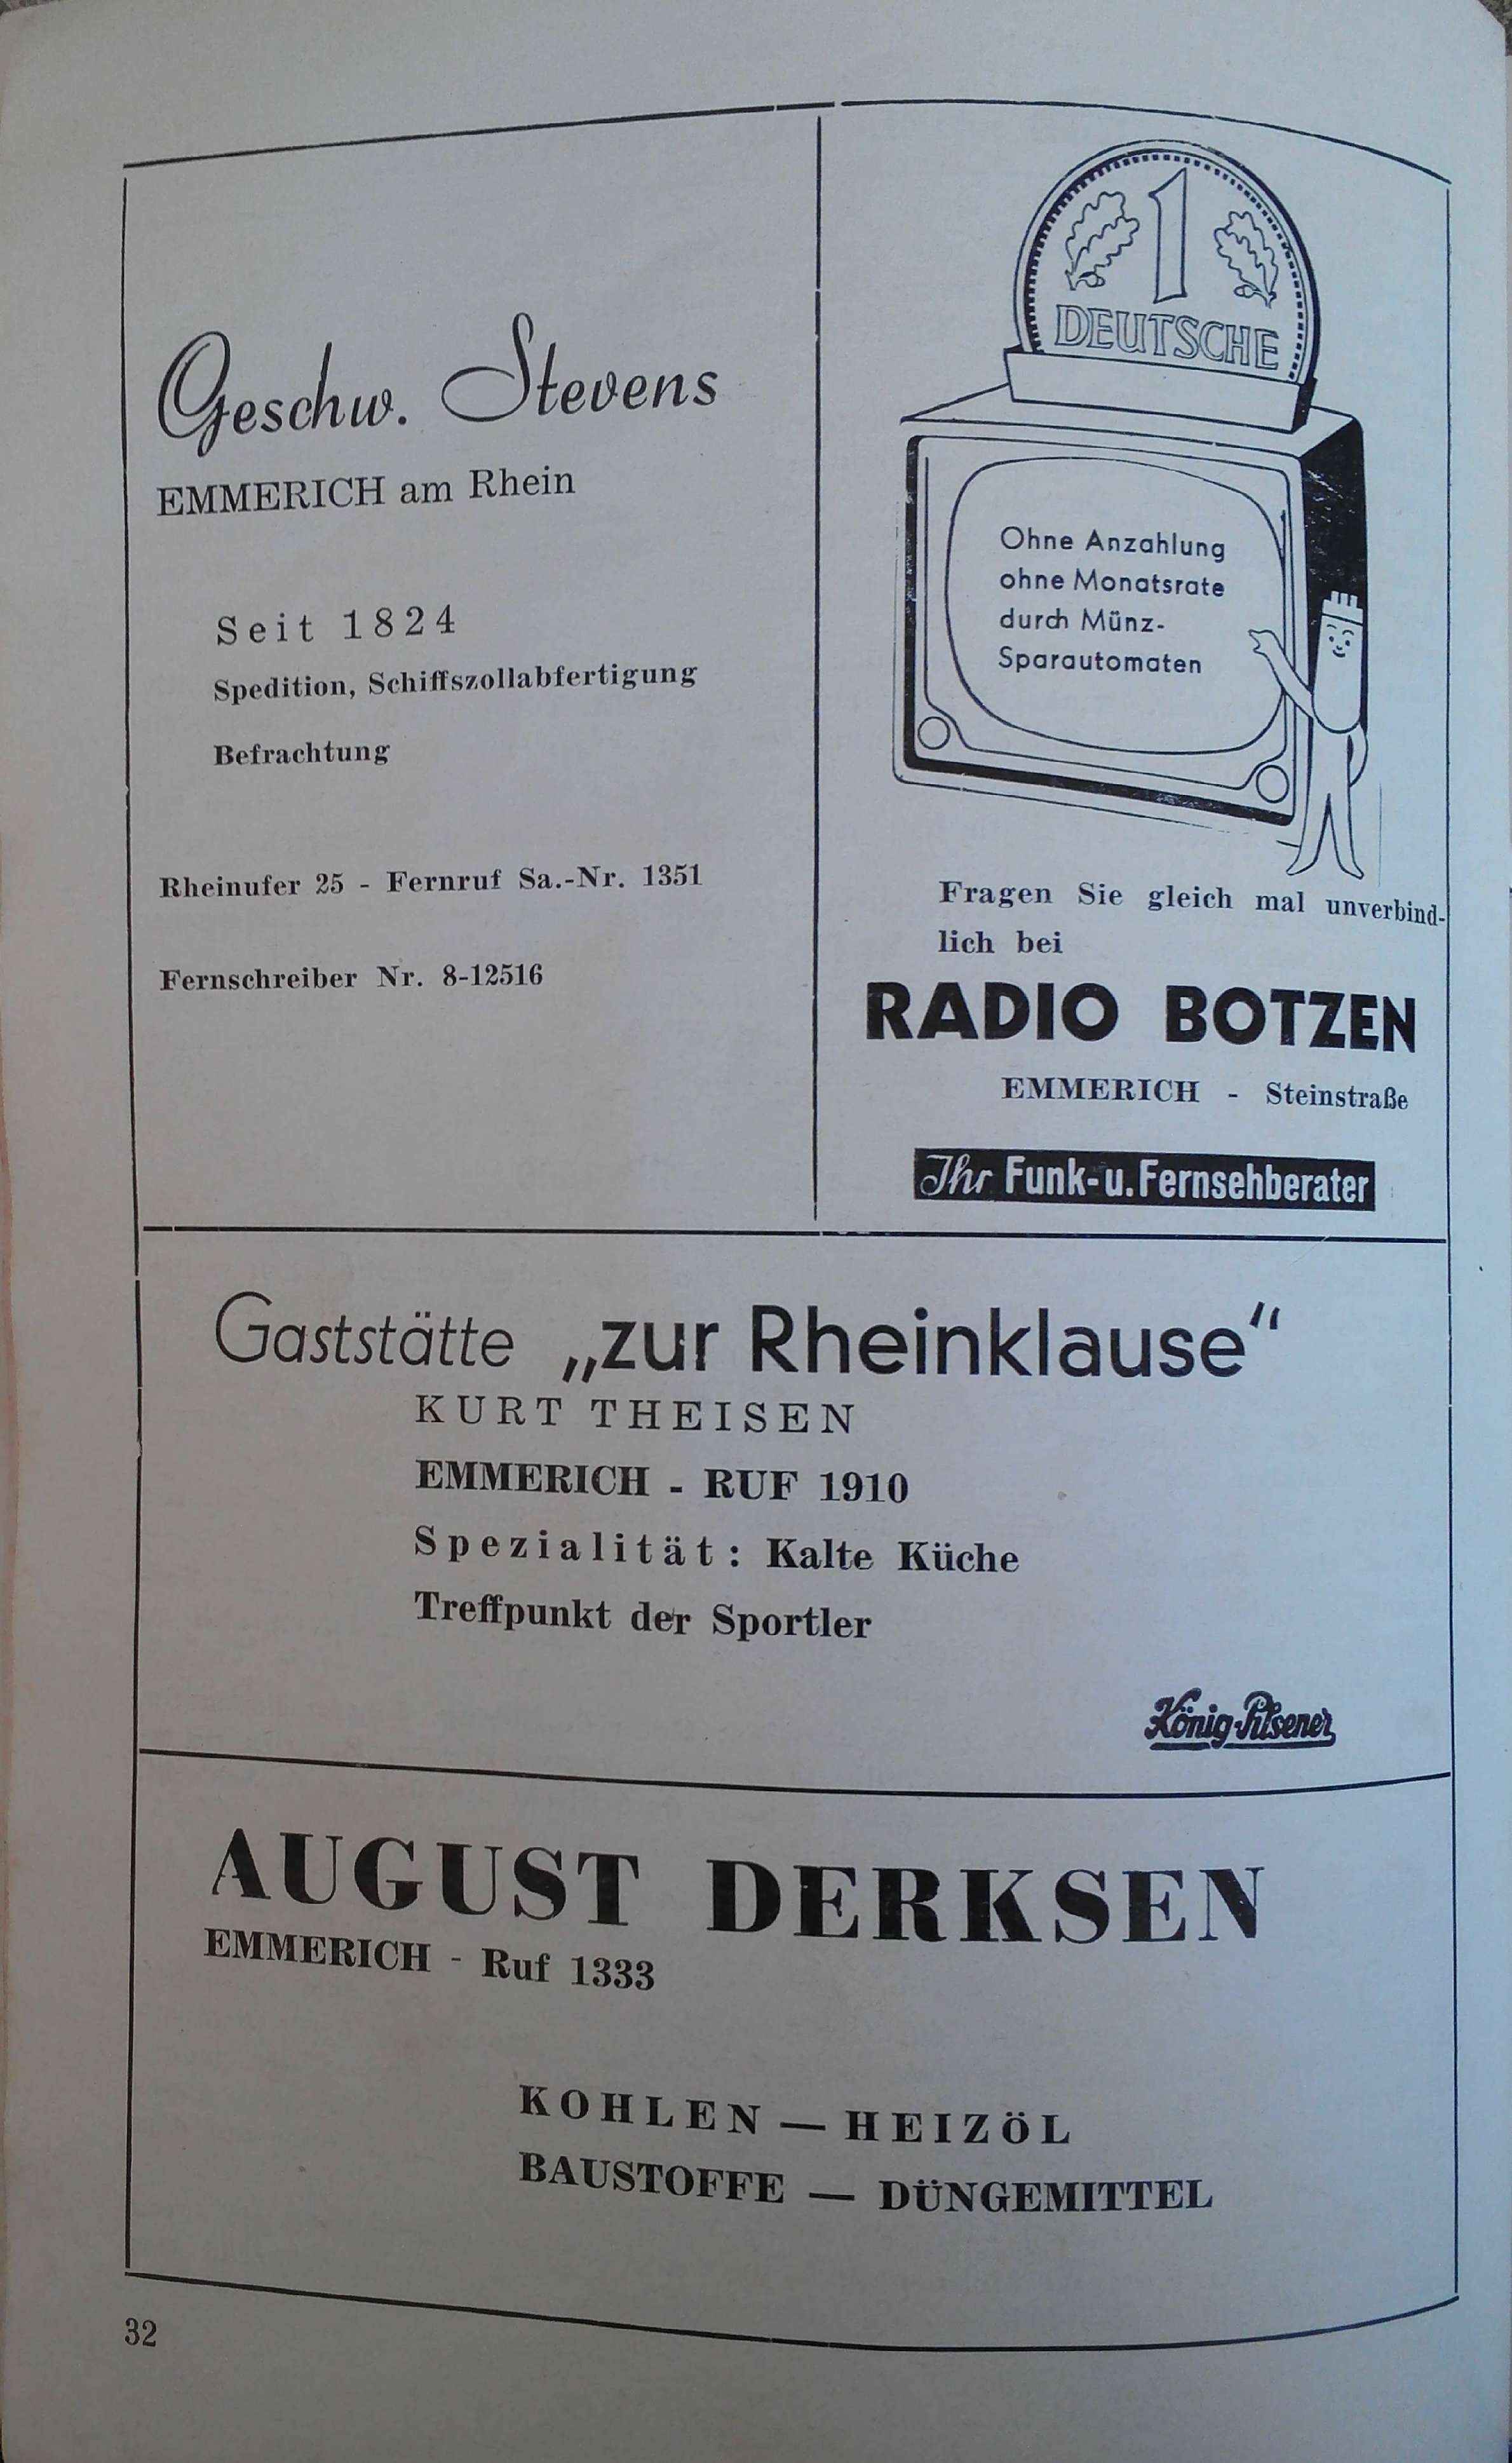 Geschw. Stevens
EMMERICH am Rhein
Seit 1824
Spedition, Schiffszollabfertigung
Befrachtung
Rheinufer 25 - Fernruf Sa.-Nr. 1351
Fernschreiber Nr. 8-12516
1
DEUTSCHE
Ohne Anzahlung
ohne Monatsrate
durch Münz-
Sparautomaten
Fragen Sie gleich mal unverbind-
lich bei
RADIO BOTZEN
EMMERICH - Steinstraße
Ihr Funk- u. Fernsehberater
Gaststätte „zur Rheinklause“
KURT THEISEN
EMMERICH - RUF 1910
Spezialität: Kalte Küche
Treffpunkt der Sportler
König-Pilsener
AUGUST DERKSEN
EMMERICH - Ruf 1333
KOHLEN — HEIZÖL
BAUSTOFFE — DÜNGEMITTEL
32